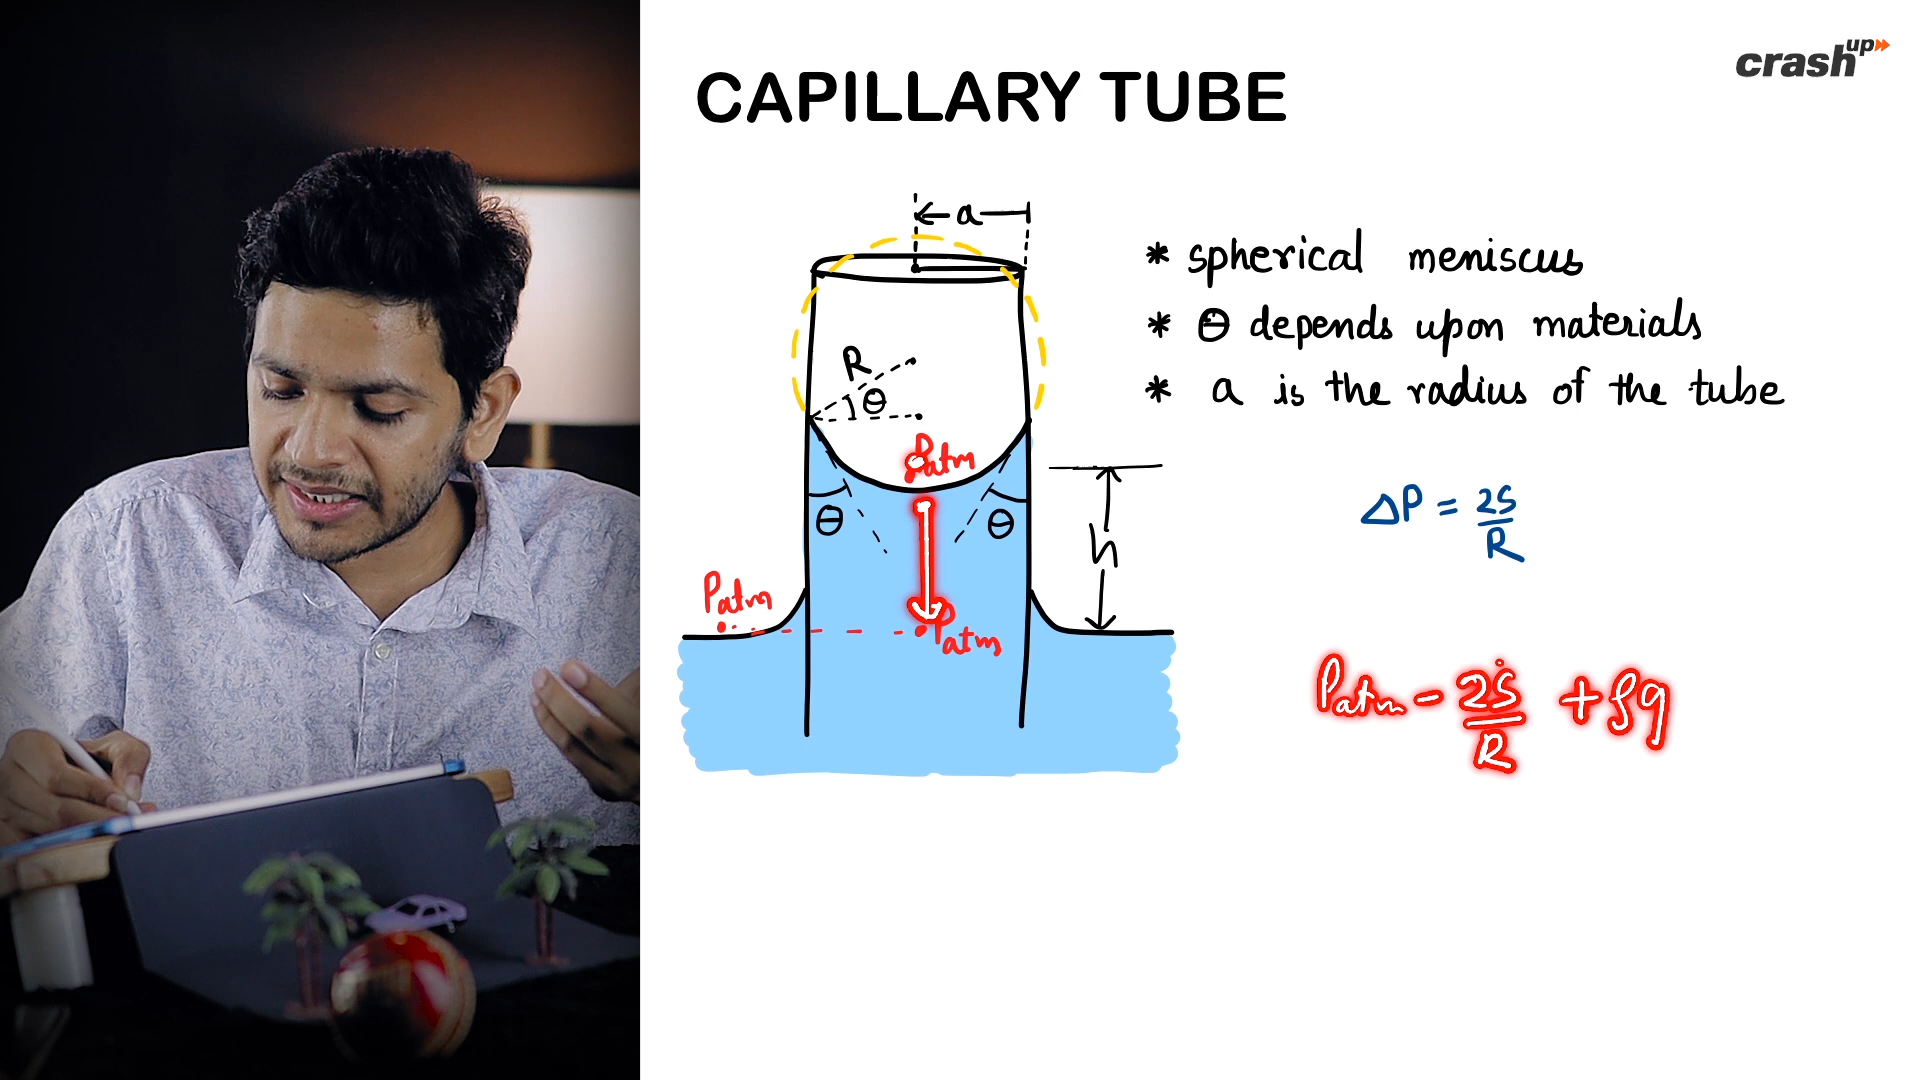 crashup
CAPILLARY TUBE
a
* spherical meniscus
* θ depends upon materials
* a is the radius of the tube
R
θ
Patm
ΔP = 2S/R
θ
θ
h
Patm
Patm
Patm - 2S/R + ρg